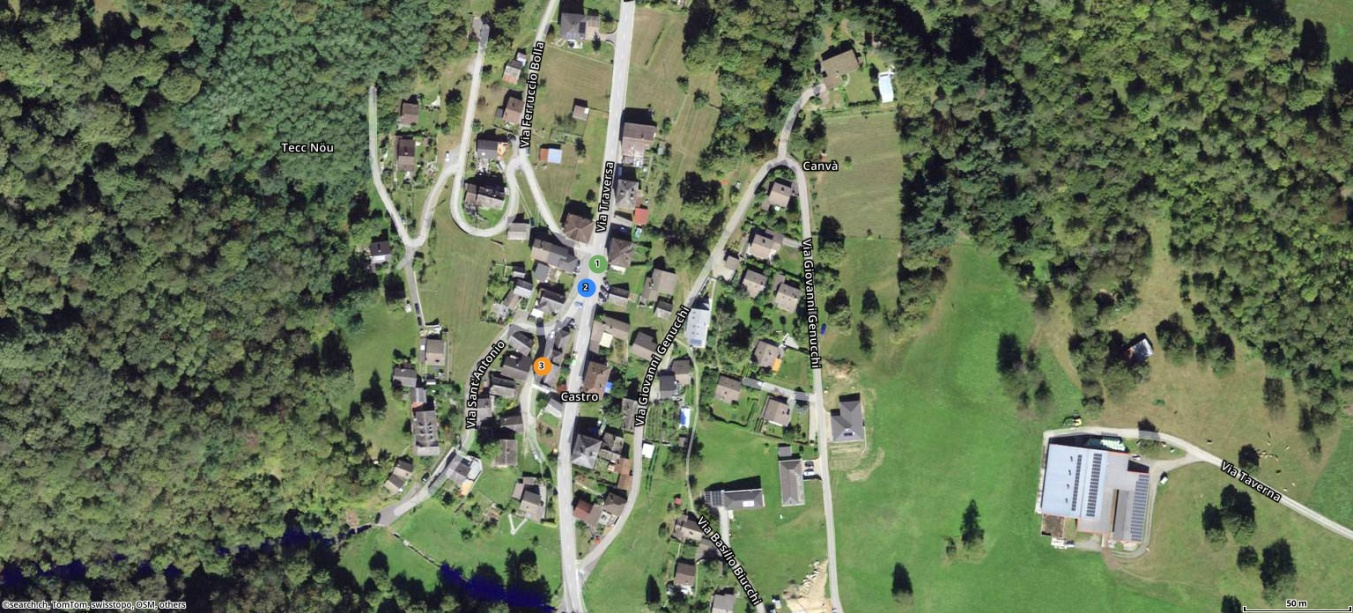 Via Ferruccio Bolla
Tecc Nòu
Canvà
Via Traversa
1
2
Via Giovanni Genucchi
Via Giovanni Genucchi
Via Sant'Antonio
3
Castro
Via Taverna
Via Basilio Biucchi
©search.ch, TomTom, swisstopo, OSM, others
50 m